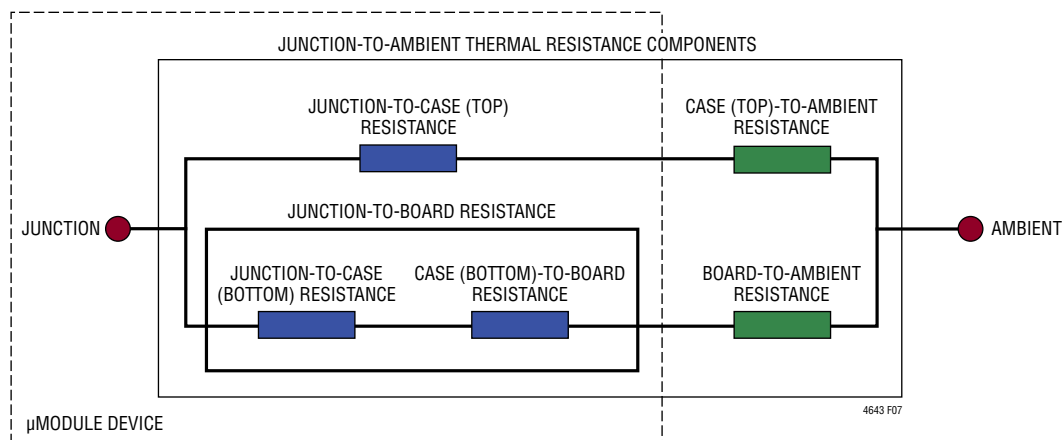 JUNCTION-TO-AMBIENT THERMAL RESISTANCE COMPONENTS
JUNCTION-TO-CASE (TOP)
RESISTANCE
CASE (TOP)-TO-AMBIENT
RESISTANCE
JUNCTION
JUNCTION-TO-BOARD RESISTANCE
AMBIENT
JUNCTION-TO-CASE
(BOTTOM) RESISTANCE
CASE (BOTTOM)-TO-BOARD
RESISTANCE
BOARD-TO-AMBIENT
RESISTANCE
4643 F07
µMODULE DEVICE